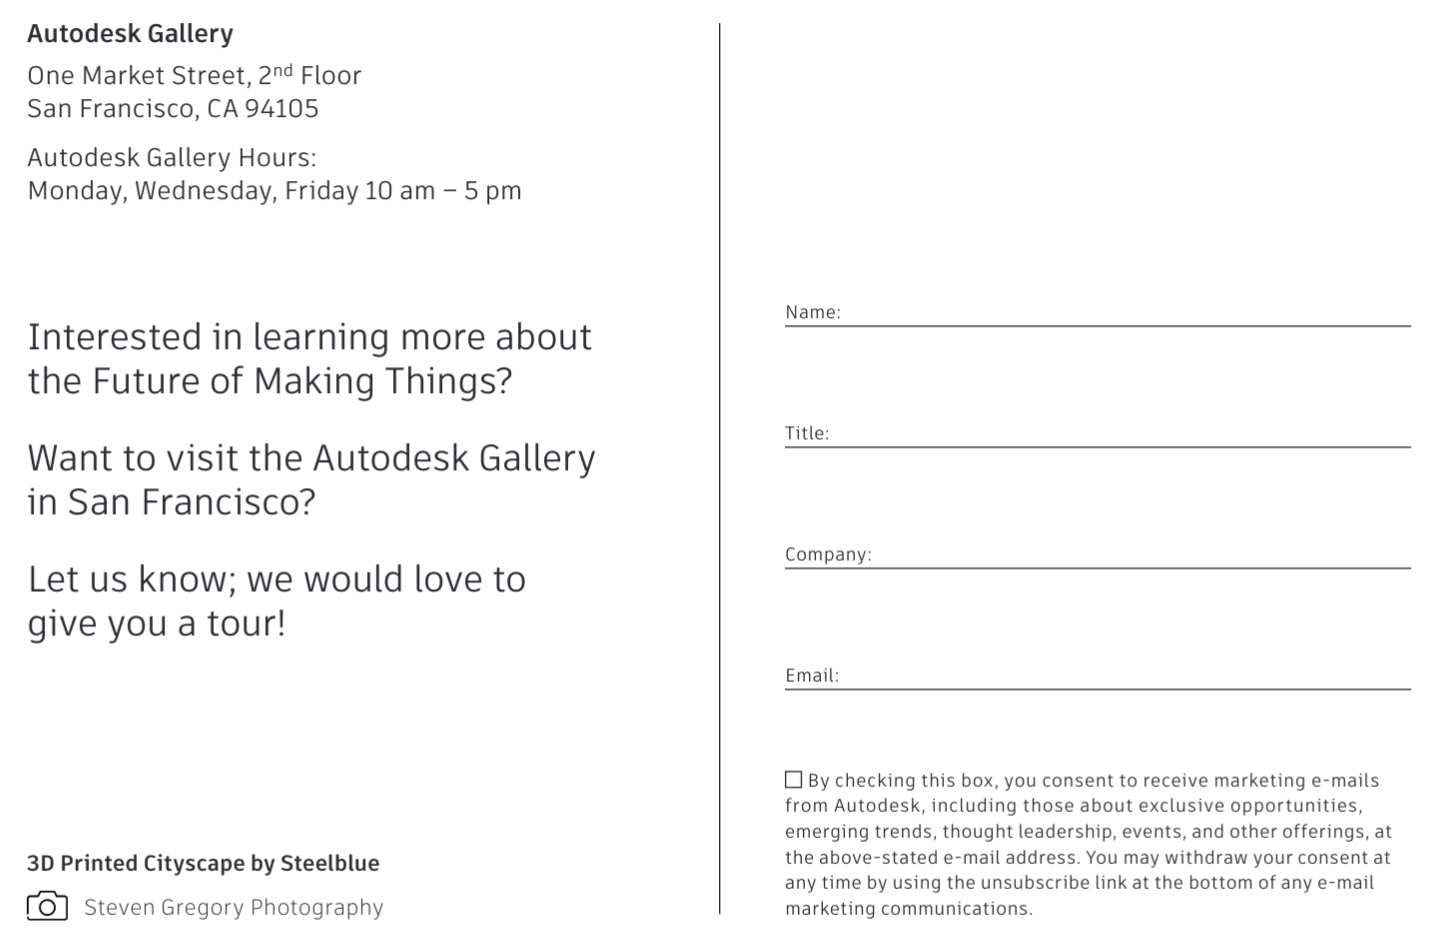 Autodesk Gallery
One Market Street, 2nd Floor
San Francisco, CA 94105
Autodesk Gallery Hours:
Monday, Wednesday, Friday 10 am – 5 pm
Interested in learning more about
the Future of Making Things?
Want to visit the Autodesk Gallery
in San Francisco?
Let us know; we would love to
give you a tour!
3D Printed Cityscape by Steelblue
Steven Gregory Photography
Name:
Title:
Company:
Email:
☐ By checking this box, you consent to receive marketing e-mails
from Autodesk, including those about exclusive opportunities,
emerging trends, thought leadership, events, and other offerings, at
the above-stated e-mail address. You may withdraw your consent at
any time by using the unsubscribe link at the bottom of any e-mail
marketing communications.